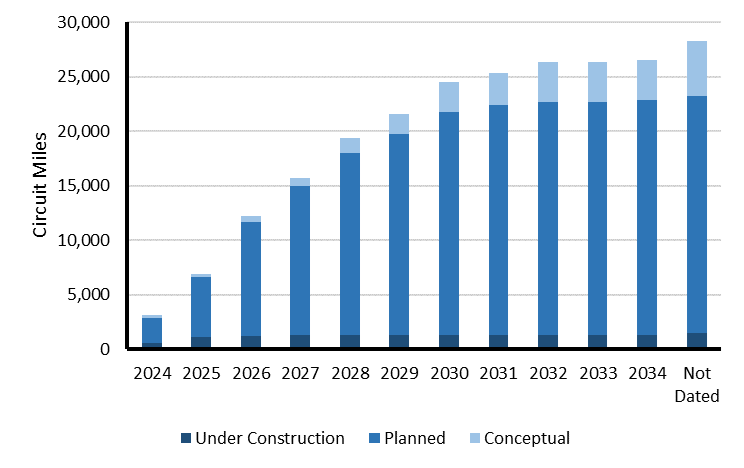 30,000
25,000
20,000
15,000
10,000
5,000
0
Circuit Miles
2024 2025 2026 2027 2028 2029 2030 2031 2032 2033 2034 Not
Dated
Under Construction Planned Conceptual